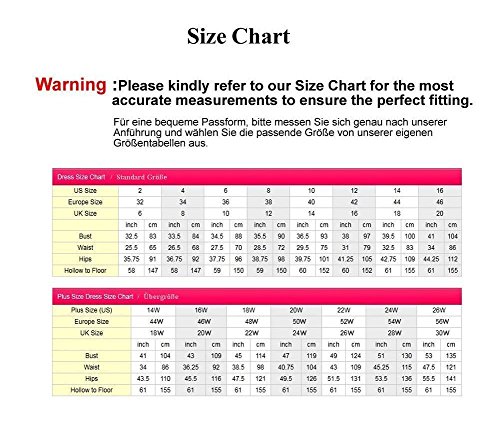 Size Chart
Warning :Please kindly refer to our Size Chart for the most
accurate measurements to ensure the perfect fitting.
Für eine bequeme Passform, bitte messen Sie sich genau nach unserer
Anführung und wählen Sie die passende Größe von unserer eigenen
Größentabellen aus.
Dress Size Chart / Standard Größe
US Size 2 4 6 8 10 12 14 16
Europe Size 32 34 36 38 40 42 44 46
UK Size 6 8 10 12 14 16 18 20
inch cm inch cm inch cm inch cm inch cm inch cm inch cm inch cm
Bust 32.5 83 33.5 84 34.5 88 35.5 90 36.5 93 38 97 39.5 100 41 104
Waist 25.5 65 26.5 68 27.5 70 28.5 72 29.5 75 31 79 32.5 83 34 86
Hips 35.75 91 36.75 92 37.75 96 38.75 98 39.75 101 41.25 105 42.75 109 44.25 112
Hollow to Floor 58 147 58 147 59 150 59 150 60 152 60 152 61 155 61 155
Plus Size Dress Size Chart / Übergröße
Plus Size (US) 14W 16W 18W 20W 22W 24W 26W
Europe Size 44W 46W 48W 50W 52W 54W 56W
UK Size 18W 20W 22W 24W 26W 28W 30W
inch cm inch cm inch cm inch cm inch cm inch cm inch cm
Bust 41 104 43 109 45 114 47 119 49 124 51 130 53 135
Waist 34 86 36.25 92 38.5 98 40.75 104 43 109 45.25 115 47.5 121
Hips 43.5 110 45.5 116 47.5 121 49.5 126 51.5 131 53.5 136 55.5 141
Hollow to Floor 61 155 61 155 61 155 61 155 61 155 61 155 61 155